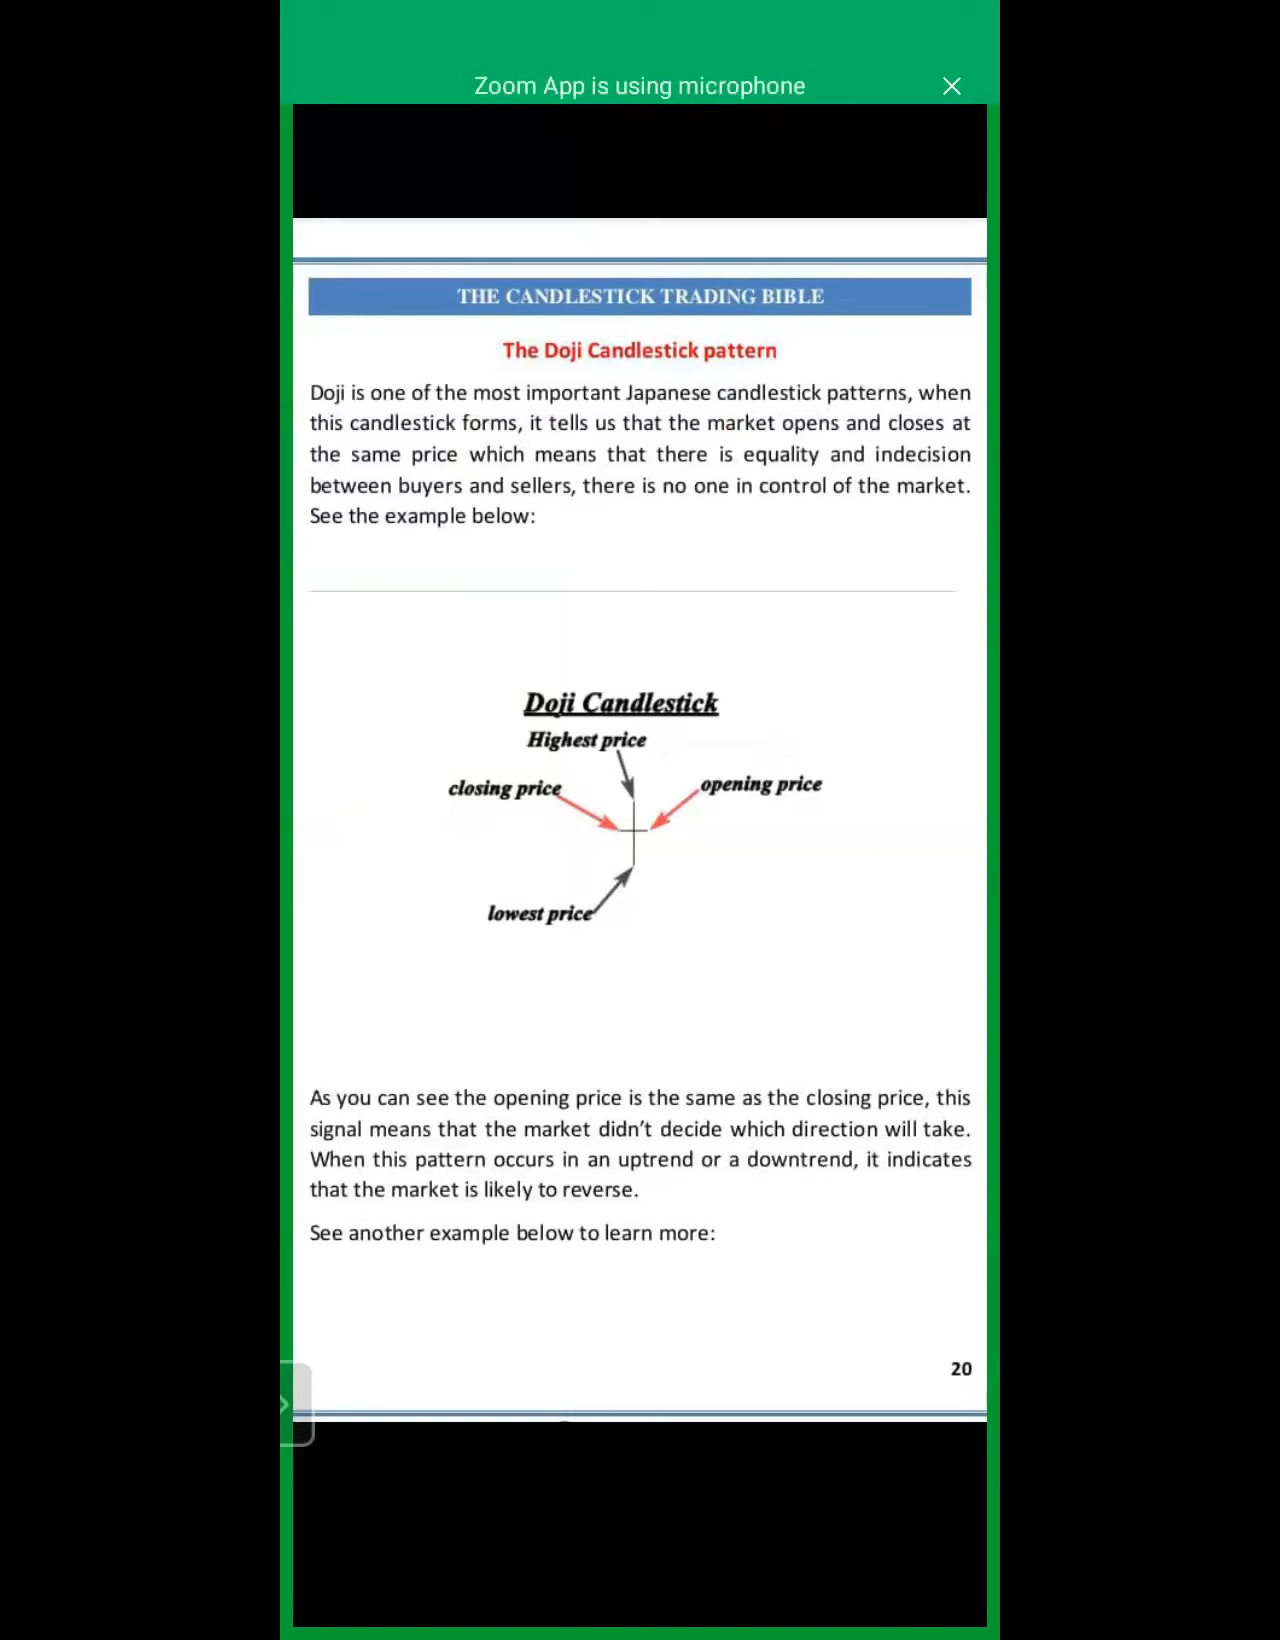 Zoom App is using microphone
THE CANDLESTICK TRADING BIBLE
The Doji Candlestick pattern
Doji is one of the most important Japanese candlestick patterns, when
this candlestick forms, it tells us that the market opens and closes at
the same price which means that there is equality and indecision
between buyers and sellers, there is no one in control of the market.
See the example below:
Doji Candlestick
Highest price
closing price
opening price
lowest price
As you can see the opening price is the same as the closing price, this
signal means that the market didn't decide which direction will take.
When this pattern occurs in an uptrend or a downtrend, it indicates
that the market is likely to reverse.
See another example below to learn more:
20